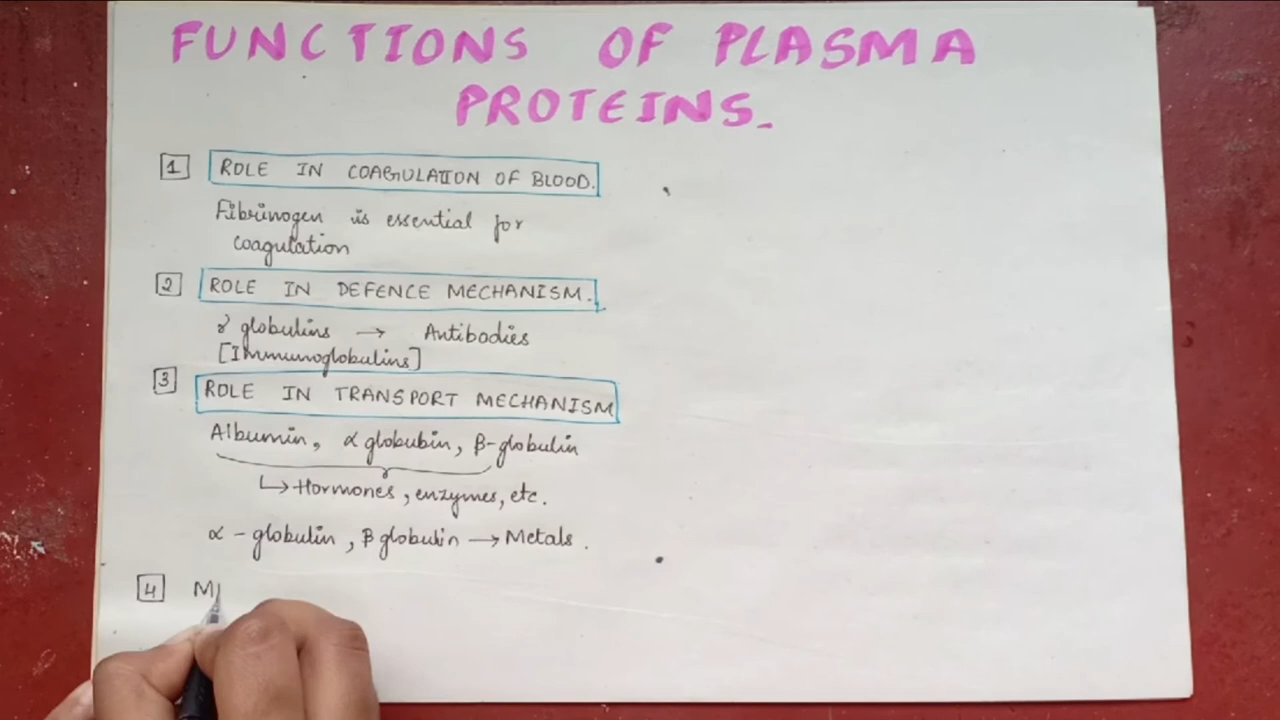 FUNCTIONS OF PLASMA
PROTEINS.
1 ROLE IN COAGULATION OF BLOOD.
Fibrinogen is essential for
coagulation
2 ROLE IN DEFENCE MECHANISM.
γ globulins → Antibodies
[Immunoglobulins]
3 ROLE IN TRANSPORT MECHANISM
Albumin, α globubin, β-globulin
↳ Hormones, enzymes, etc.
α - globulin, β globulin → Metals.
4 M